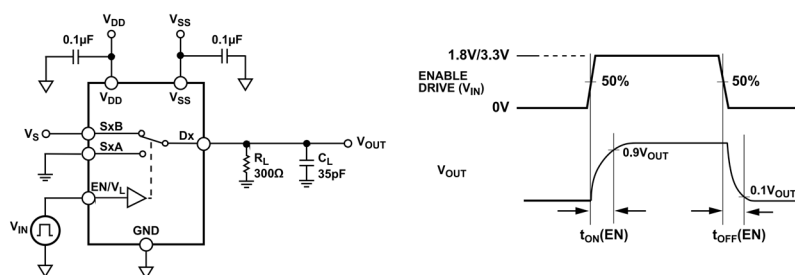 VDD
VSS
0.1µF
0.1µF
VDD
VSS
VS
SxB
Dx
VOUT
SxA
RL
300Ω
CL
35pF
EN/VL
VIN
GND
1.8V/3.3V
ENABLE
DRIVE (VIN)
50%
50%
0V
VOUT
0.9VOUT
0.1VOUT
tON(EN)
tOFF(EN)